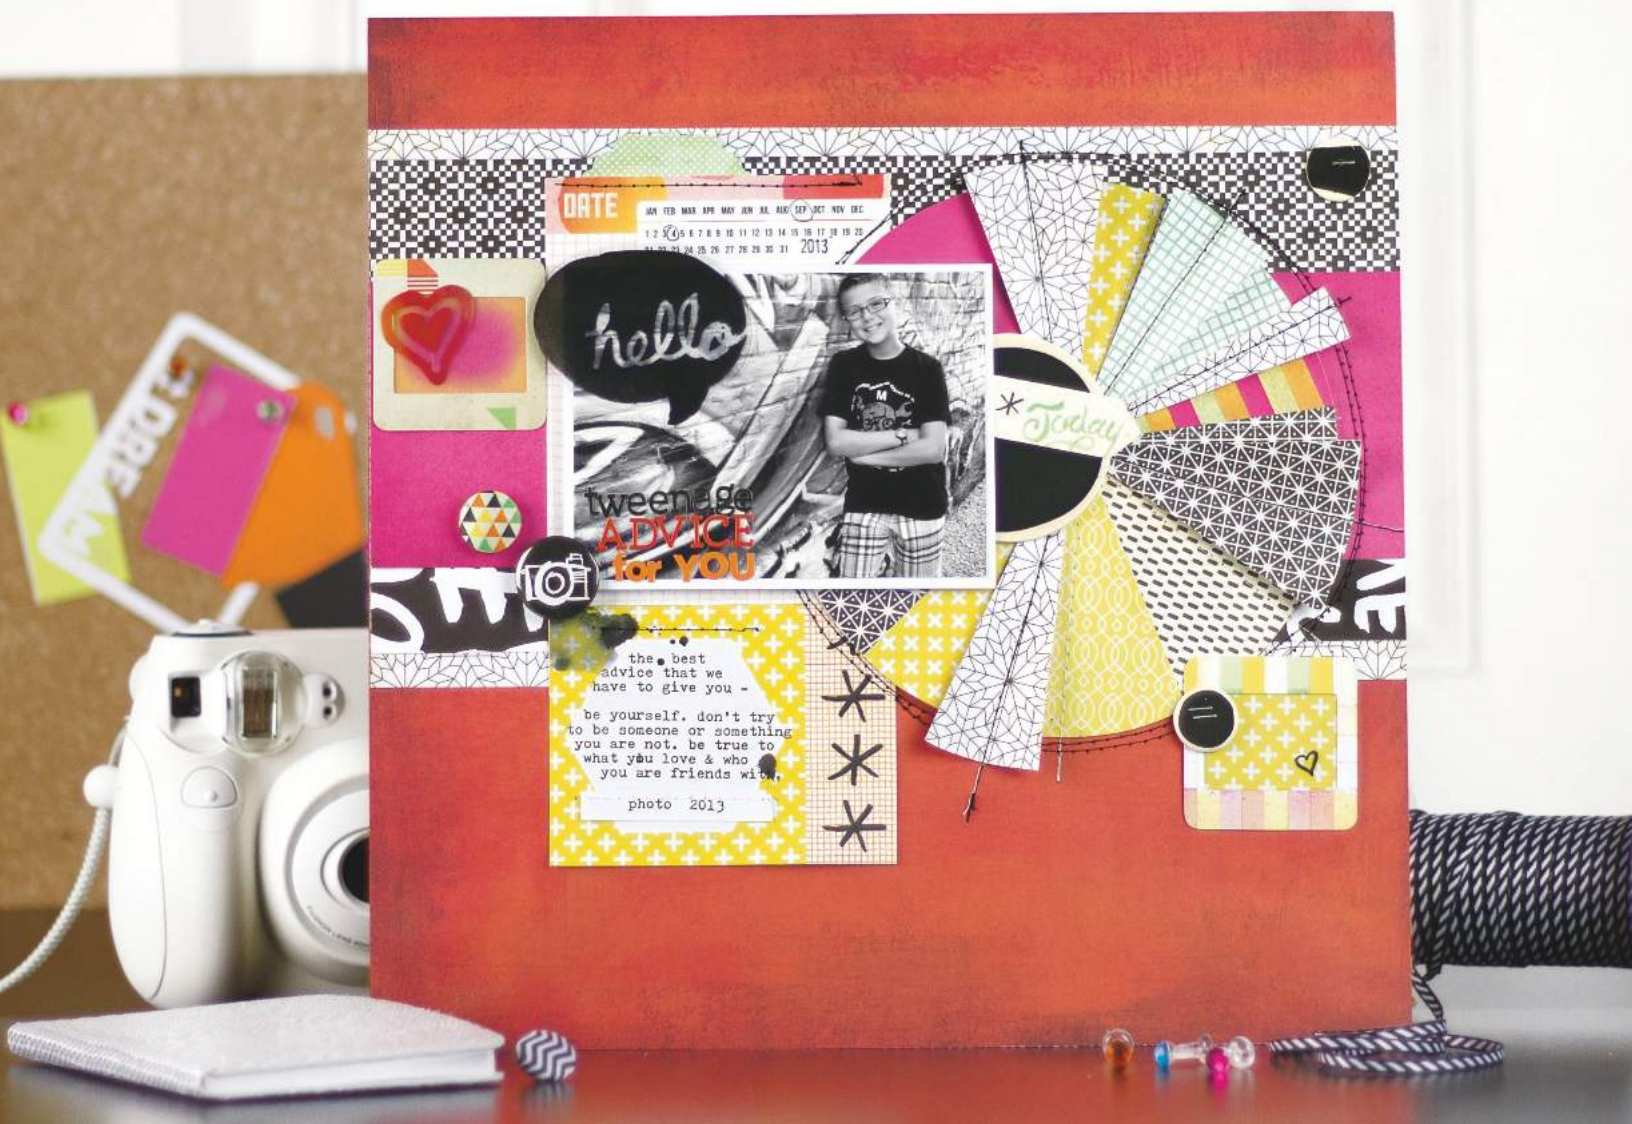 DATE
JAN FEB MAR APR MAY JUN JUL AUG SEP OCT NOV DEC
1 2 3 4 5 6 7 8 9 10 11 12 13 14 15 16 17 18 19 20
24 25 26 27 28 29 30 31 2013
hello
M
* Today
DREAM
tweenage
ADVICE
for YOU
the best
advice that we
have to give you -
be yourself. don't try
to be someone or something
you are not. be true to
what you love & who
you are friends with.
photo 2013